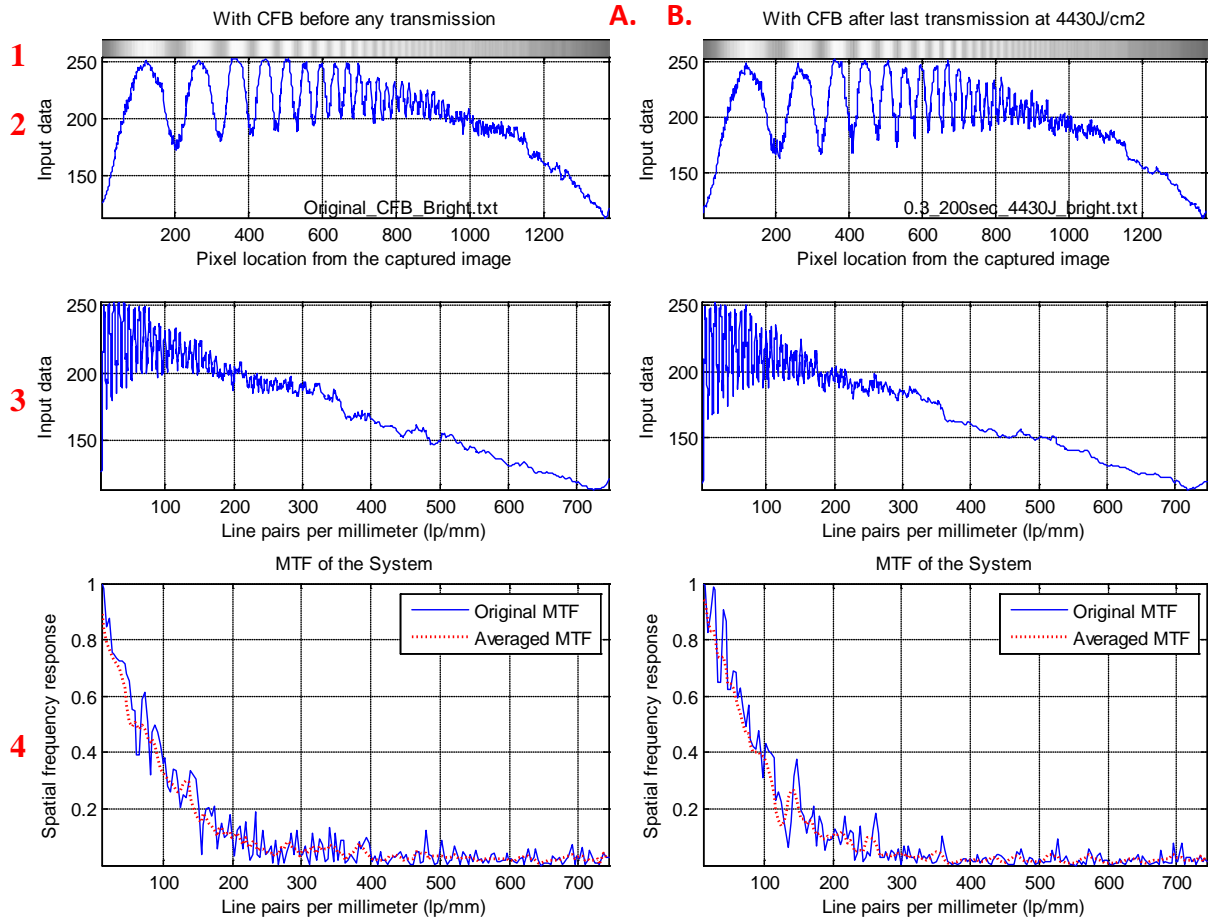 With CFB before any transmission
A.
B.
With CFB after last transmission at 4430J/cm2
1
2
3
4
Input data
250
200
150
Original_CFB_Bright.txt
200 400 600 800 1000 1200
Pixel location from the captured image
Input data
250
200
150
0.3_200sec_4430J_bright.txt
200 400 600 800 1000 1200
Pixel location from the captured image
Input data
250
200
150
100 200 300 400 500 600 700
Line pairs per millimeter (lp/mm)
Input data
250
200
150
100 200 300 400 500 600 700
Line pairs per millimeter (lp/mm)
MTF of the System
Spatial frequency response
1
0.8
0.6
0.4
0.2
Original MTF
Averaged MTF
100 200 300 400 500 600 700
Line pairs per millimeter (lp/mm)
MTF of the System
Spatial frequency response
1
0.8
0.6
0.4
0.2
Original MTF
Averaged MTF
100 200 300 400 500 600 700
Line pairs per millimeter (lp/mm)